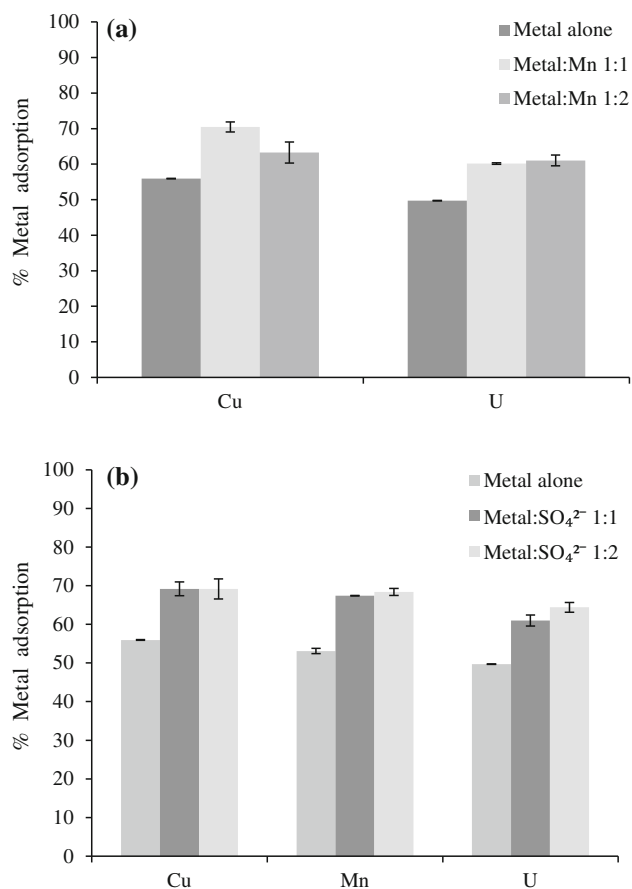 (a)
Metal alone
Metal:Mn 1:1
Metal:Mn 1:2
% Metal adsorption
100
90
80
70
60
50
40
30
20
10
0
Cu U
(b)
Metal alone
Metal:SO₄²⁻ 1:1
Metal:SO₄²⁻ 1:2
% Metal adsorption
100
90
80
70
60
50
40
30
20
10
0
Cu Mn U